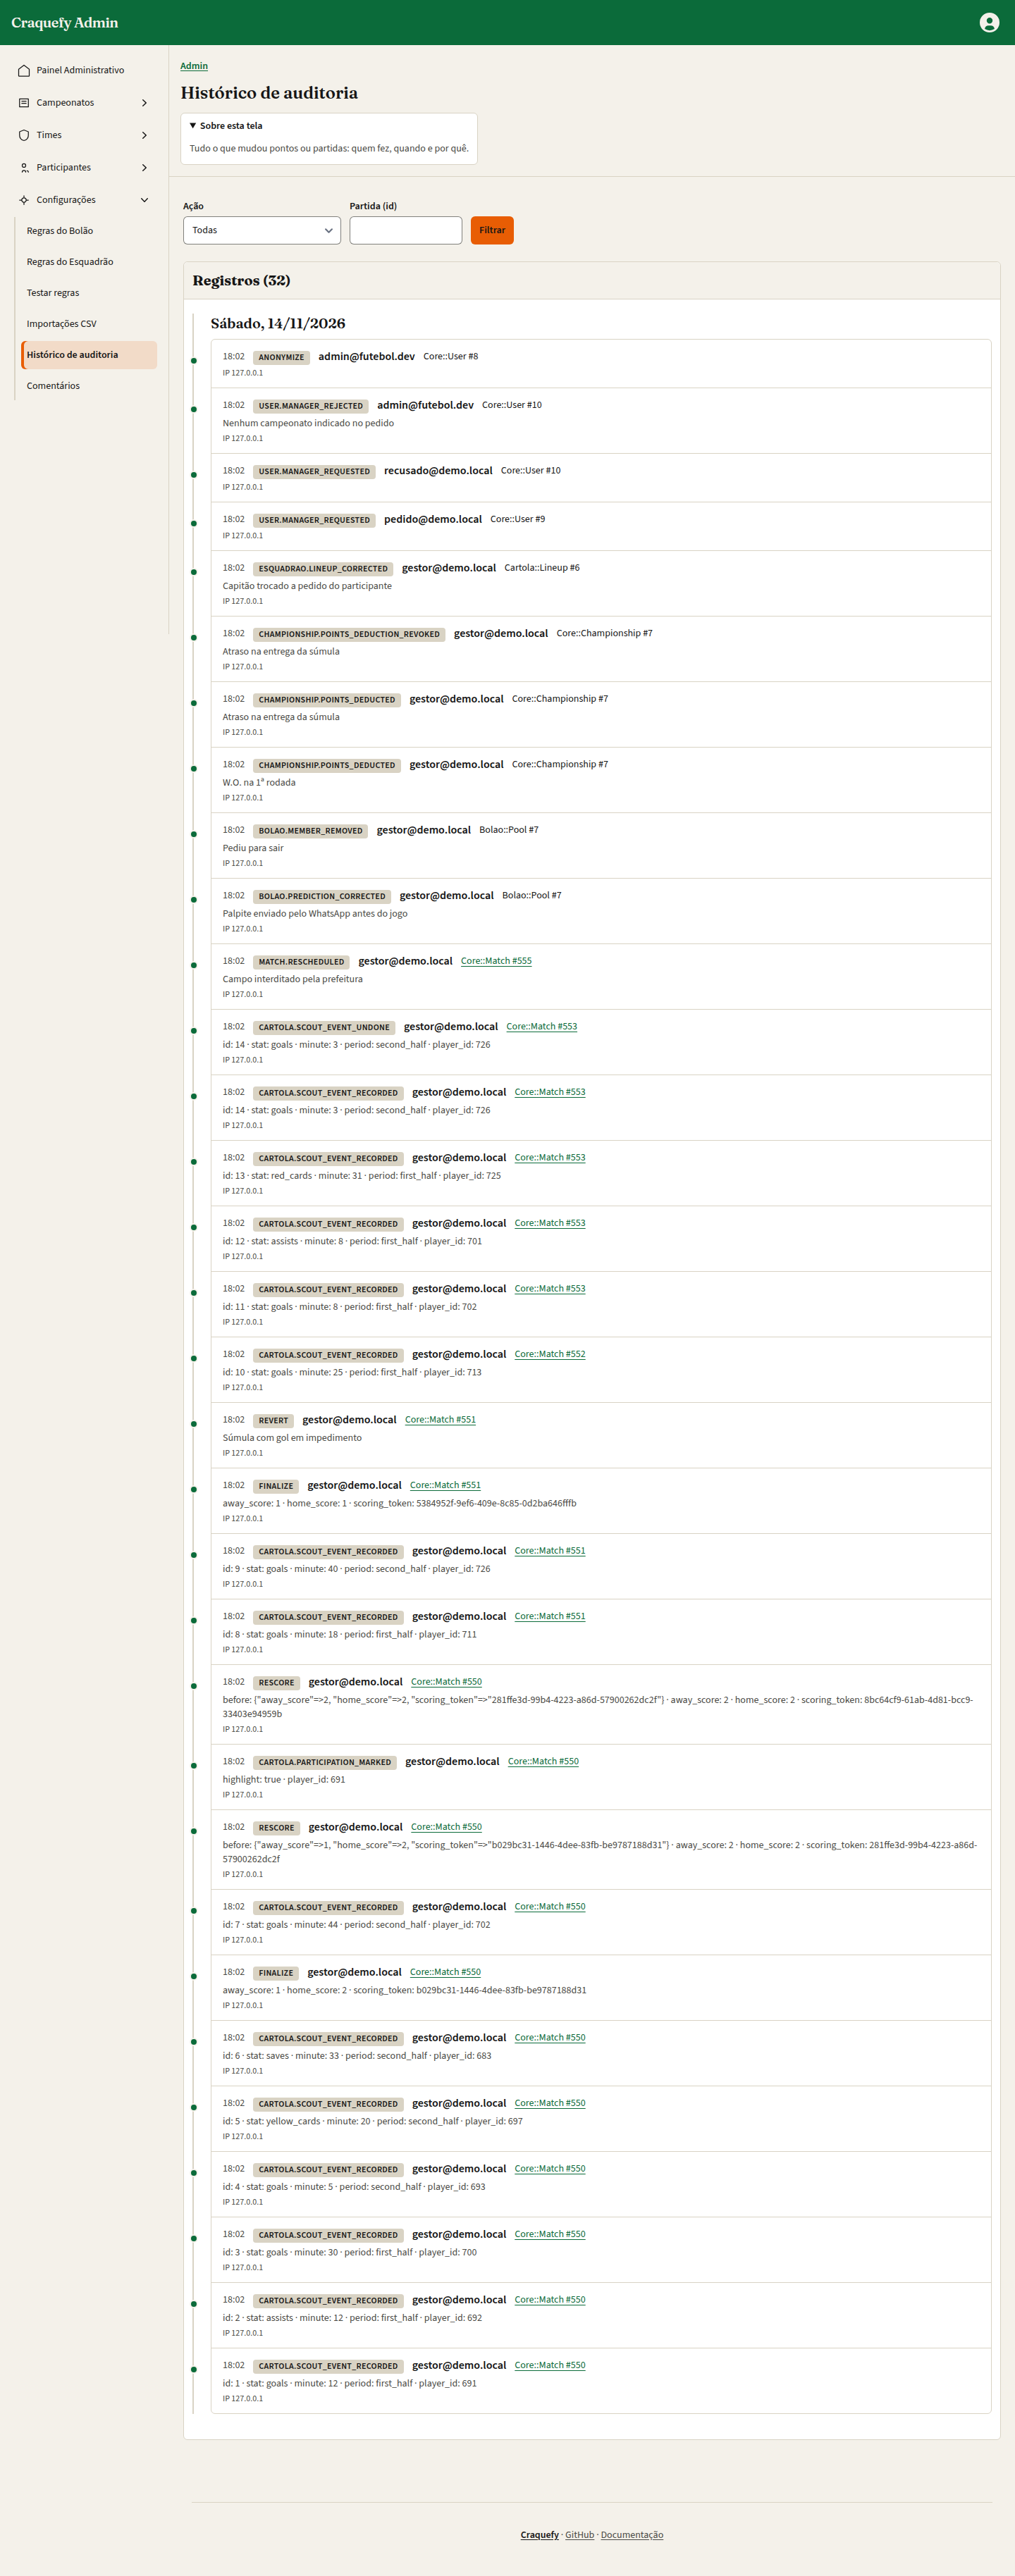 Craquefy Admin
Painel Administrativo
Campeonatos
Times
Participantes
Configurações
Regras do Bolão
Regras do Esquadrão
Testar regras
Importações CSV
Histórico de auditoria
Comentários
Admin
Histórico de auditoria
▼ Sobre esta tela
Tudo o que mudou pontos ou partidas: quem fez, quando e por quê.
Ação
Partida (id)
Todas
Filtrar
Registros (32)
Sábado, 14/11/2026
18:02 ANONYMIZE admin@futebol.dev Core::User #8
IP 127.0.0.1
18:02 USER.MANAGER_REJECTED admin@futebol.dev Core::User #10
Nenhum campeonato indicado no pedido
IP 127.0.0.1
18:02 USER.MANAGER_REQUESTED recusado@demo.local Core::User #10
IP 127.0.0.1
18:02 USER.MANAGER_REQUESTED pedido@demo.local Core::User #9
IP 127.0.0.1
18:02 ESQUADRAO.LINEUP_CORRECTED gestor@demo.local Cartola::Lineup #6
Capitão trocado a pedido do participante
IP 127.0.0.1
18:02 CHAMPIONSHIP.POINTS_DEDUCTION_REVOKED gestor@demo.local Core::Championship #7
Atraso na entrega da súmula
IP 127.0.0.1
18:02 CHAMPIONSHIP.POINTS_DEDUCTED gestor@demo.local Core::Championship #7
Atraso na entrega da súmula
IP 127.0.0.1
18:02 CHAMPIONSHIP.POINTS_DEDUCTED gestor@demo.local Core::Championship #7
W.O. na 1ª rodada
IP 127.0.0.1
18:02 BOLAO.MEMBER_REMOVED gestor@demo.local Bolao::Pool #7
Pediu para sair
IP 127.0.0.1
18:02 BOLAO.PREDICTION_CORRECTED gestor@demo.local Bolao::Pool #7
Palpite enviado pelo WhatsApp antes do jogo
IP 127.0.0.1
18:02 MATCH.RESCHEDULED gestor@demo.local Core::Match #555
Campo interditado pela prefeitura
IP 127.0.0.1
18:02 CARTOLA.SCOUT_EVENT_UNDONE gestor@demo.local Core::Match #553
id: 14 · stat: goals · minute: 3 · period: second_half · player_id: 726
IP 127.0.0.1
18:02 CARTOLA.SCOUT_EVENT_RECORDED gestor@demo.local Core::Match #553
id: 14 · stat: goals · minute: 3 · period: second_half · player_id: 726
IP 127.0.0.1
18:02 CARTOLA.SCOUT_EVENT_RECORDED gestor@demo.local Core::Match #553
id: 13 · stat: red_cards · minute: 31 · period: first_half · player_id: 725
IP 127.0.0.1
18:02 CARTOLA.SCOUT_EVENT_RECORDED gestor@demo.local Core::Match #553
id: 12 · stat: assists · minute: 8 · period: first_half · player_id: 701
IP 127.0.0.1
18:02 CARTOLA.SCOUT_EVENT_RECORDED gestor@demo.local Core::Match #553
id: 11 · stat: goals · minute: 8 · period: first_half · player_id: 702
IP 127.0.0.1
18:02 CARTOLA.SCOUT_EVENT_RECORDED gestor@demo.local Core::Match #552
id: 10 · stat: goals · minute: 25 · period: first_half · player_id: 713
IP 127.0.0.1
18:02 REVERT gestor@demo.local Core::Match #551
Súmula com gol em impedimento
IP 127.0.0.1
18:02 FINALIZE gestor@demo.local Core::Match #551
away_score: 1 · home_score: 1 · scoring_token: 5384952f-9ef6-409e-8c85-0d2ba646fffb
IP 127.0.0.1
18:02 CARTOLA.SCOUT_EVENT_RECORDED gestor@demo.local Core::Match #551
id: 9 · stat: goals · minute: 40 · period: second_half · player_id: 726
IP 127.0.0.1
18:02 CARTOLA.SCOUT_EVENT_RECORDED gestor@demo.local Core::Match #551
id: 8 · stat: goals · minute: 18 · period: first_half · player_id: 711
IP 127.0.0.1
18:02 RESCORE gestor@demo.local Core::Match #550
before: {"away_score"=>2, "home_score"=>2, "scoring_token"=>"281ffe3d-99b4-4223-a86d-57900262dc2f"} · away_score: 2 · home_score: 2 · scoring_token: 8bc64cf9-61ab-4d81-bcc9-
33403e94959b
IP 127.0.0.1
18:02 CARTOLA.PARTICIPATION_MARKED gestor@demo.local Core::Match #550
highlight: true · player_id: 691
IP 127.0.0.1
18:02 RESCORE gestor@demo.local Core::Match #550
before: {"away_score"=>1, "home_score"=>2, "scoring_token"=>"b029bc31-1446-4dee-83fb-be9787188d31"} · away_score: 2 · home_score: 2 · scoring_token: 281ffe3d-99b4-4223-a86d-
57900262dc2f
IP 127.0.0.1
18:02 CARTOLA.SCOUT_EVENT_RECORDED gestor@demo.local Core::Match #550
id: 7 · stat: goals · minute: 44 · period: second_half · player_id: 702
IP 127.0.0.1
18:02 FINALIZE gestor@demo.local Core::Match #550
away_score: 1 · home_score: 2 · scoring_token: b029bc31-1446-4dee-83fb-be9787188d31
IP 127.0.0.1
18:02 CARTOLA.SCOUT_EVENT_RECORDED gestor@demo.local Core::Match #550
id: 6 · stat: saves · minute: 33 · period: second_half · player_id: 683
IP 127.0.0.1
18:02 CARTOLA.SCOUT_EVENT_RECORDED gestor@demo.local Core::Match #550
id: 5 · stat: yellow_cards · minute: 20 · period: second_half · player_id: 697
IP 127.0.0.1
18:02 CARTOLA.SCOUT_EVENT_RECORDED gestor@demo.local Core::Match #550
id: 4 · stat: goals · minute: 5 · period: second_half · player_id: 693
IP 127.0.0.1
18:02 CARTOLA.SCOUT_EVENT_RECORDED gestor@demo.local Core::Match #550
id: 3 · stat: goals · minute: 30 · period: first_half · player_id: 700
IP 127.0.0.1
18:02 CARTOLA.SCOUT_EVENT_RECORDED gestor@demo.local Core::Match #550
id: 2 · stat: assists · minute: 12 · period: first_half · player_id: 692
IP 127.0.0.1
18:02 CARTOLA.SCOUT_EVENT_RECORDED gestor@demo.local Core::Match #550
id: 1 · stat: goals · minute: 12 · period: first_half · player_id: 691
IP 127.0.0.1
Craquefy · GitHub · Documentação